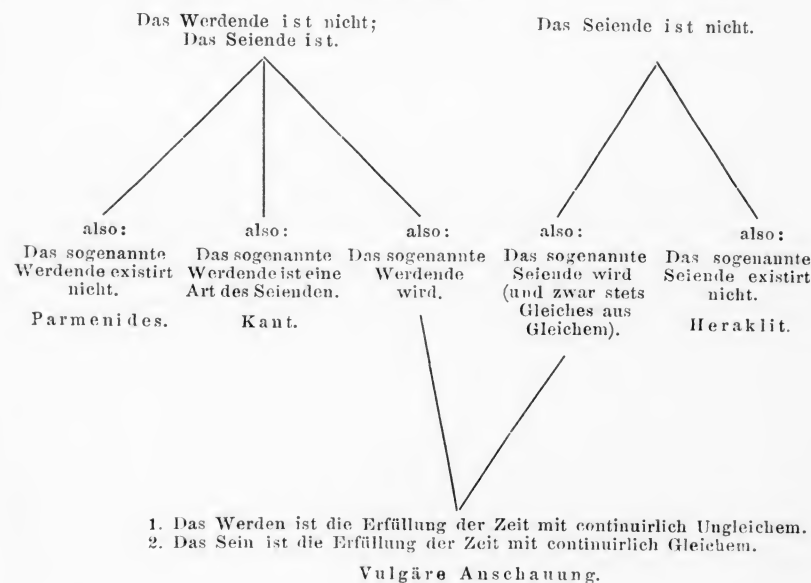 Das Werdende ist nicht;
Das Seiende ist.
Das Seiende ist nicht.
also:
Das sogenannte
Werdende existirt
nicht.
Parmenides.
also:
Das sogenannte
Werdende ist eine
Art des Seienden.
Kant.
also:
Das sogenannte
Werdende
wird.
also:
Das sogenannte
Seiende wird
(und zwar stets
Gleiches aus
Gleichem).
also:
Das sogenannte
Seiende existirt
nicht.
Heraklit.
1. Das Werden ist die Erfüllung der Zeit mit continuirlich Ungleichem.
2. Das Sein ist die Erfüllung der Zeit mit continuirlich Gleichem.
Vulgäre Anschauung.